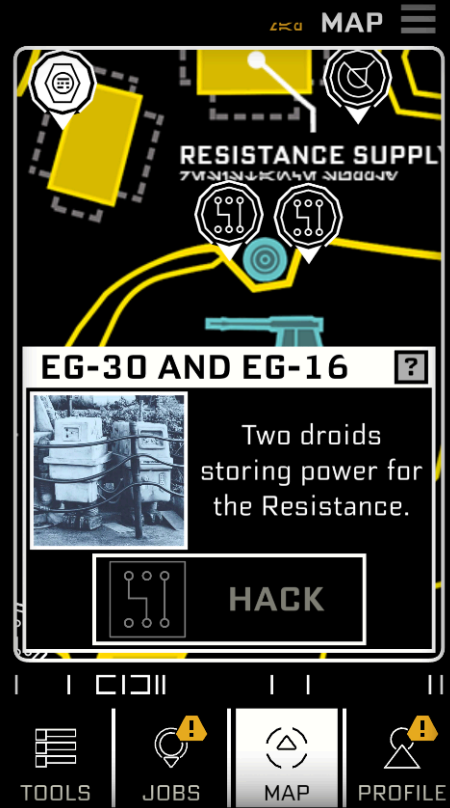 MAP
RESISTANCE SUPPLY
EG-30 AND EG-16
?
Two droids
storing power for
the Resistance.
HACK
TOOLS
JOBS
MAP
PROFILE